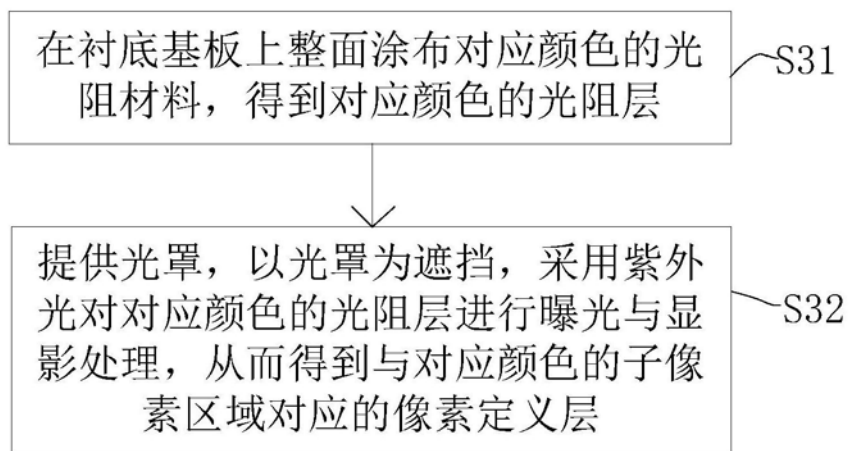 在衬底基板上整面涂布对应颜色的光
阻材料，得到对应颜色的光阻层
S31
提供光罩，以光罩为遮挡，采用紫外
光对对应颜色的光阻层进行曝光与显
影处理，从而得到与对应颜色的子像
素区域对应的像素定义层
S32